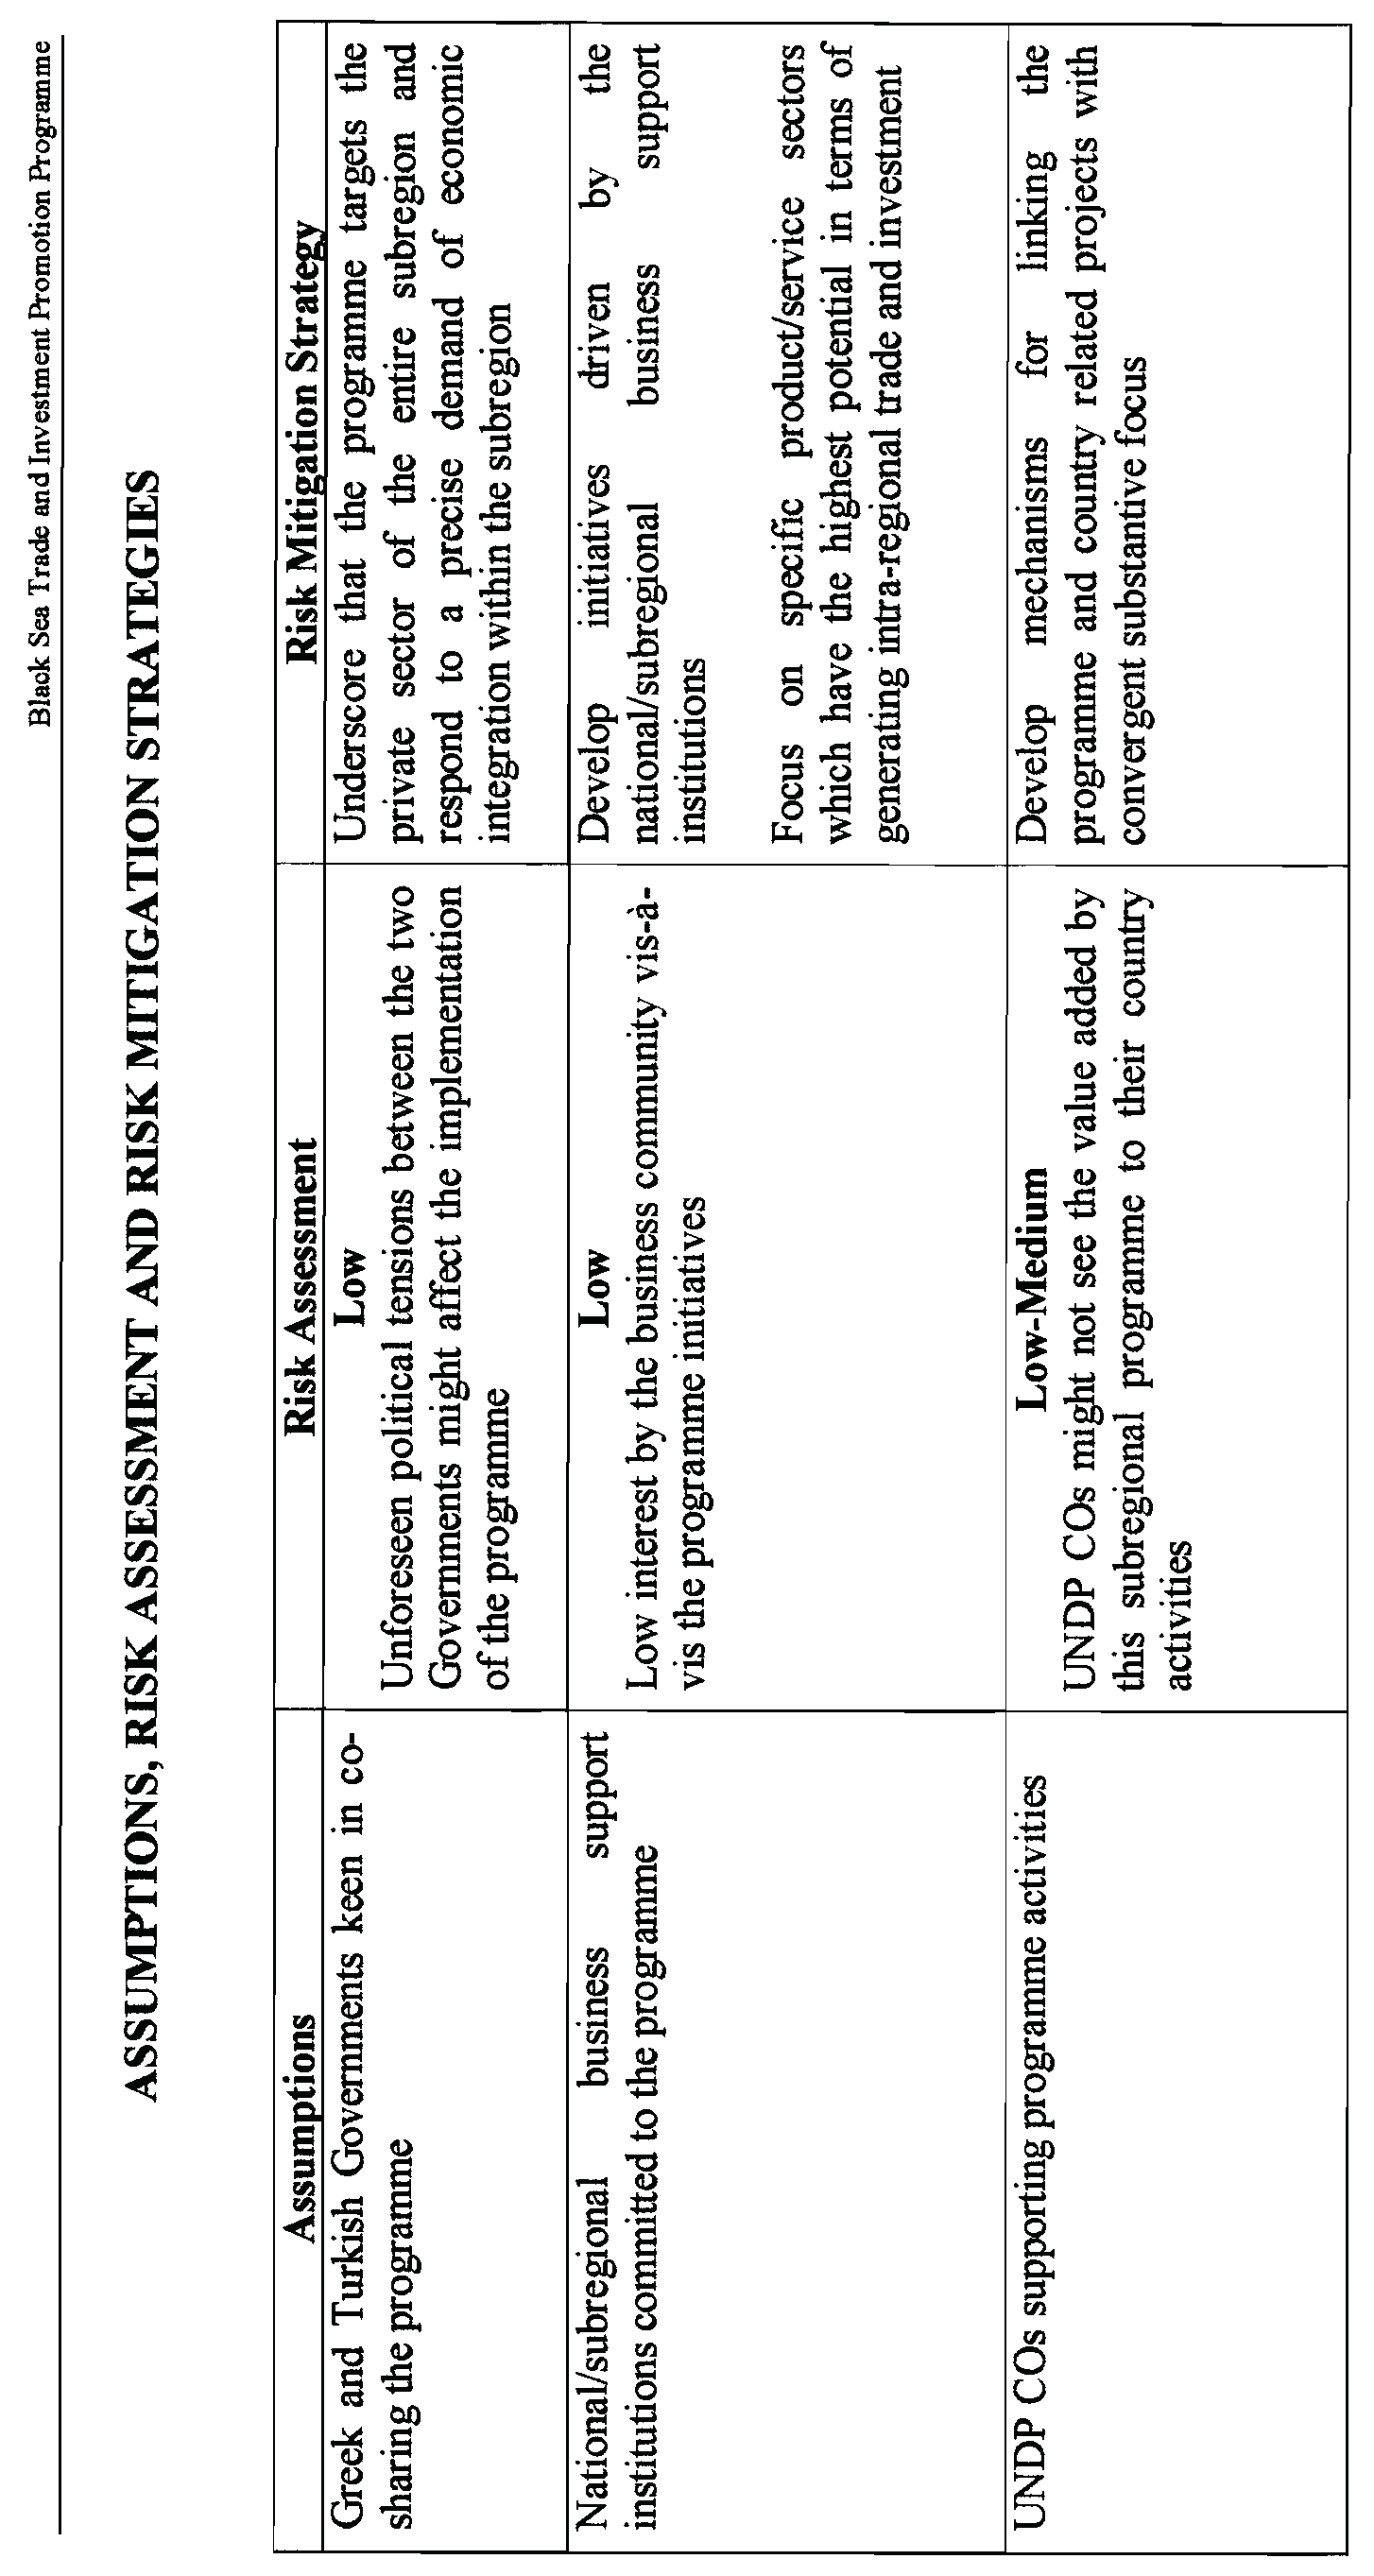 Black Sea Trade and Investment Promotion Programme
ASSUMPTIONS, RISK ASSESSMENT AND RISK MITIGATION STRATEGIES
Assumptions
Risk Assessment
Risk Mitigation Strategy
Greek and Turkish Governments keen in co-
sharing the programme
Low
Unforeseen political tensions between the two
Governments might affect the implementation
of the programme
Underscore that the programme targets the
private sector of the entire subregion and
respond to a precise demand of economic
integration within the subregion
National/subregional business support
institutions committed to the programme
Low
Low interest by the business community vis-à-
vis the programme initiatives
Develop initiatives driven by the
national/subregional business support
institutions
Focus on specific product/service sectors
which have the highest potential in terms of
generating intra-regional trade and investment
UNDP COs supporting programme activities
Low-Medium
UNDP COs might not see the value added by
this subregional programme to their country
activities
Develop mechanisms for linking the
programme and country related projects with
convergent substantive focus